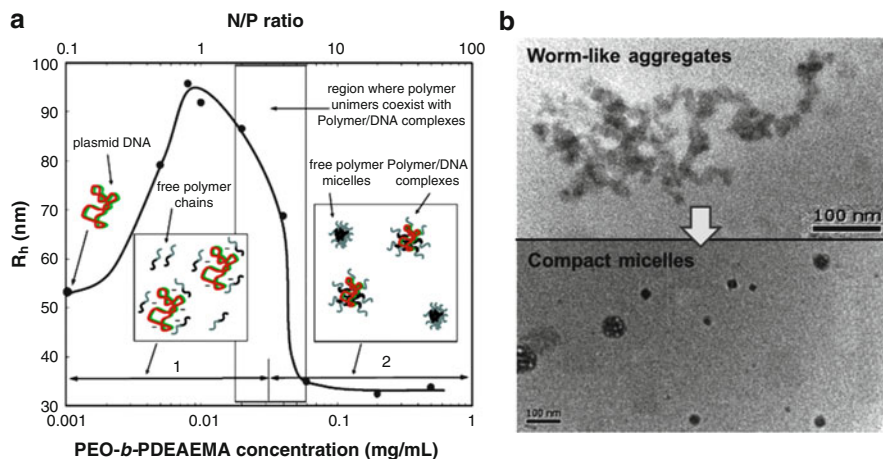 a
N/P ratio
0.1 1 10 100
100
90
80
70
60
50
40
30
R_h (nm)
plasmid DNA
free polymer
chains
region where polymer
unimers coexist with
Polymer/DNA complexes
free polymer
micelles
Polymer/DNA
complexes
1
2
0.001 0.01 0.1 1
PEO-b-PDEAEMA concentration (mg/mL)
b
Worm-like aggregates
100 nm
Compact micelles
100 nm